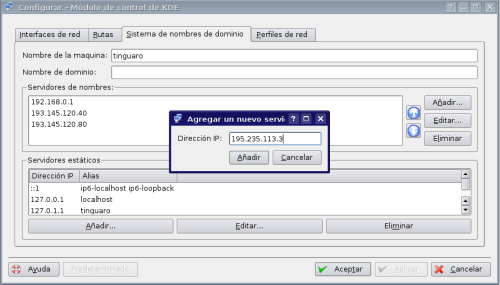 Configurar - Módulo de control de KDE
Interfaces de red Rutas Sistema de nombres de dominio Perfiles de red
Nombre de la maquina: tinguaro
Nombre de dominio:
Servidores de nombres:
192.168.0.1
193.145.120.40
193.145.120.80
Añadir...
Editar...
Eliminar
Agregar un nuevo servi
Dirección IP: 195.235.113.3
Añadir Cancelar
Servidores estáticos
Dirección IP Alias
::1 ip6-localhost ip6-loopback
127.0.0.1 localhost
127.0.1.1 tinguaro
Añadir... Editar... Eliminar
Ayuda Predeterminado Aceptar Aplicar Cancelar